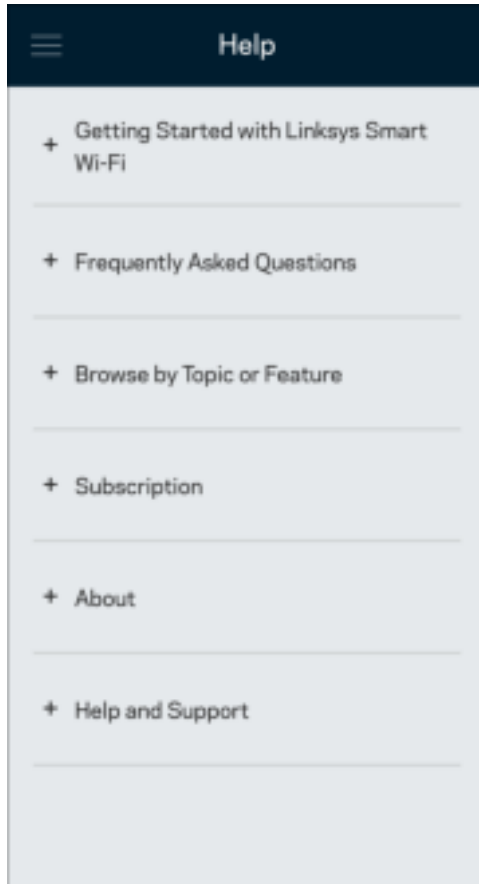 Help
+ Getting Started with Linksys Smart
Wi-Fi
+ Frequently Asked Questions
+ Browse by Topic or Feature
+ Subscription
+ About
+ Help and Support